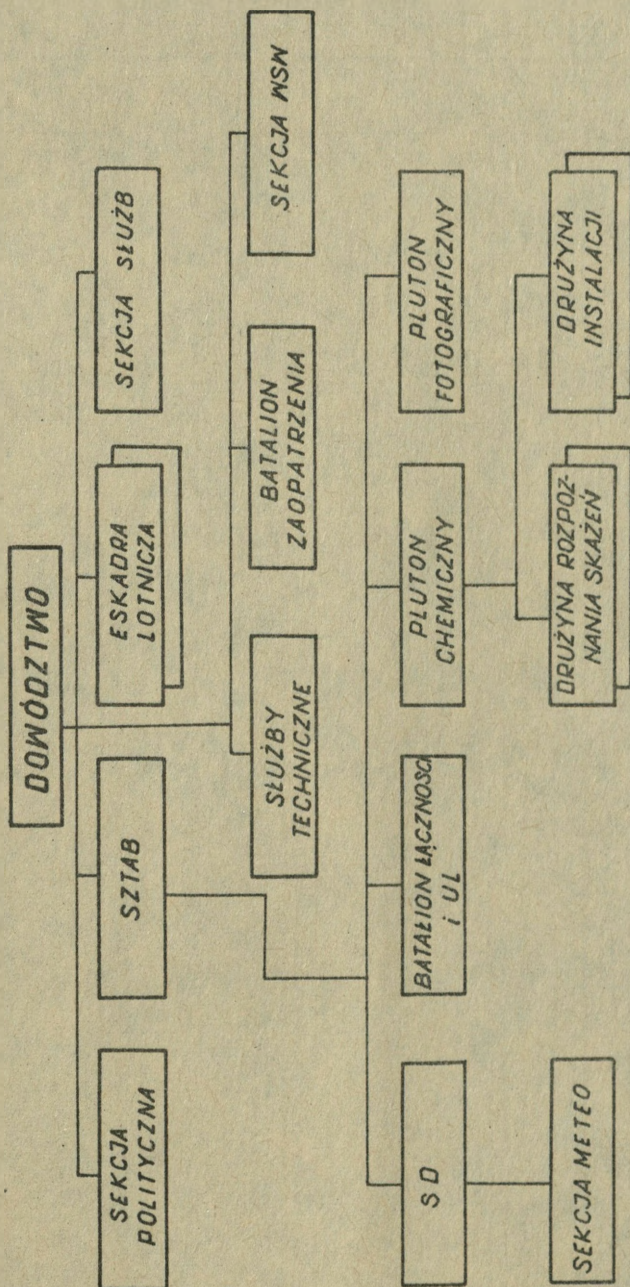 DOWÓDZTWO
SEKCJA
POLITYCZNA
SZTAB
ESKADRA
LOTNICZA
SEKCJA SŁUŻB
SŁUŻBY
TECHNICZNE
BATALION
ZAOPATRZENIA
SEKCJA WSW
SD
BATALION ŁĄCZNOŚCI
i UL
PLUTON
CHEMICZNY
PLUTON
FOTOGRAFICZNY
SEKCJA METEO
DRUŻYNA ROZPOZ-
NANIA SKAŻEŃ
DRUŻYNA
INSTALACJI